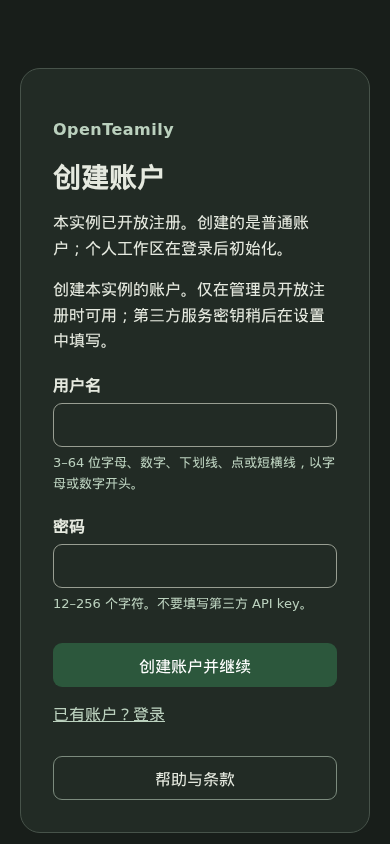 OpenTeamily
创建账户
本实例已开放注册。创建的是普通账
户；个人工作区在登录后初始化。
创建本实例的账户。仅在管理员开放注
册时可用；第三方服务密钥稍后在设置
中填写。
用户名
3–64 位字母、数字、下划线、点或短横线，以字
母或数字开头。
密码
12–256 个字符。不要填写第三方 API key。
创建账户并继续
已有账户？登录
帮助与条款